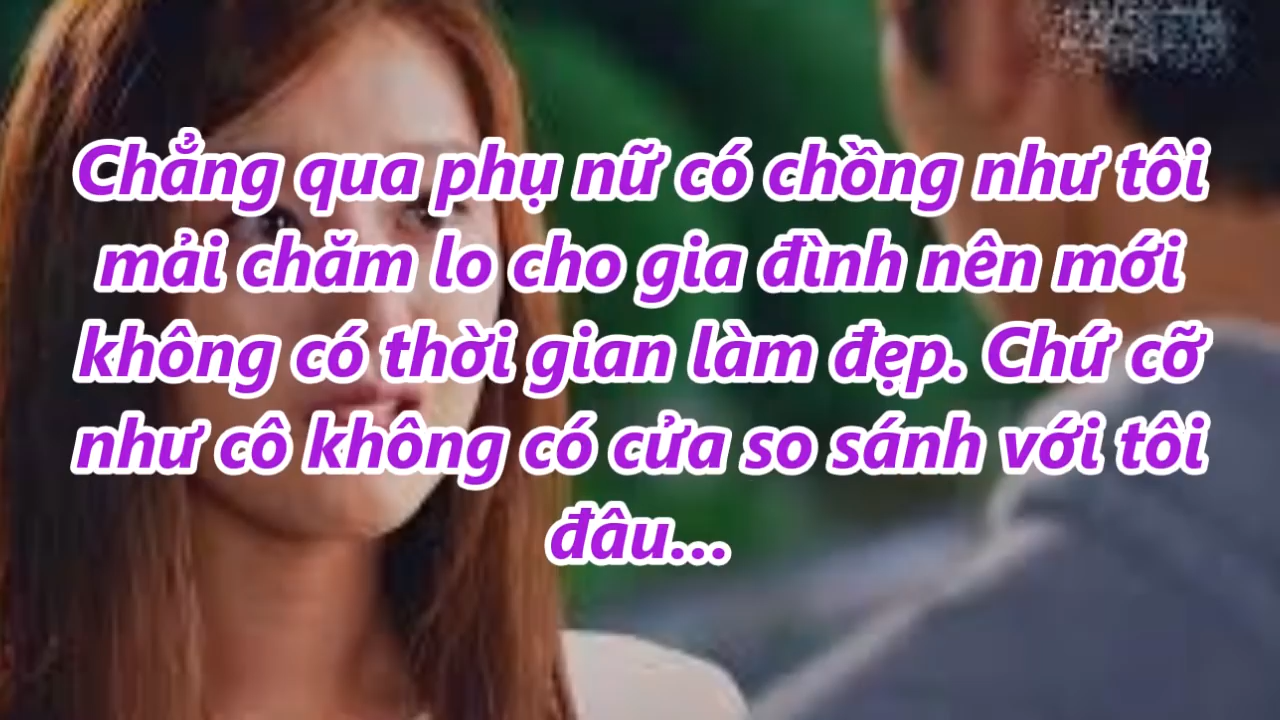 Chẳng qua phụ nữ có chồng như tôi
mải chăm lo cho gia đình nên mới
không có thời gian làm đẹp. Chứ cỡ
như cô không có cửa so sánh với tôi
đâu...